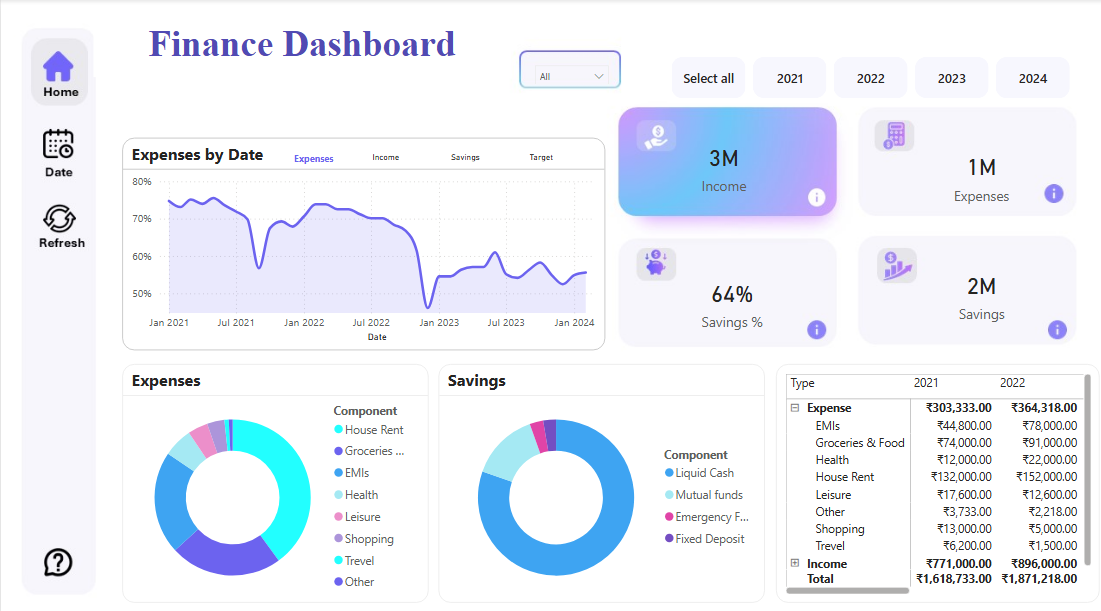 Finance Dashboard
Home
Date
Refresh
All
Select all
2021
2022
2023
2024
Expenses by Date
Expenses
Income
Savings
Target
80%
70%
60%
50%
Jan 2021
Jul 2021
Jan 2022
Jul 2022
Jan 2023
Jul 2023
Jan 2024
Date
3M
Income
1M
Expenses
64%
Savings %
2M
Savings
Expenses
Component
House Rent
Groceries ...
EMIs
Health
Leisure
Shopping
Trevel
Other
Savings
Component
Liquid Cash
Mutual funds
Emergency F...
Fixed Deposit
Type 2021 2022
Expense ₹303,333.00 ₹364,318.00
EMIs ₹44,800.00 ₹78,000.00
Groceries & Food ₹74,000.00 ₹91,000.00
Health ₹12,000.00 ₹22,000.00
House Rent ₹132,000.00 ₹152,000.00
Leisure ₹17,600.00 ₹12,600.00
Other ₹3,733.00 ₹2,218.00
Shopping ₹13,000.00 ₹5,000.00
Trevel ₹6,200.00 ₹1,500.00
Income ₹771,000.00 ₹896,000.00
Total ₹1,618,733.00 ₹1,871,218.00